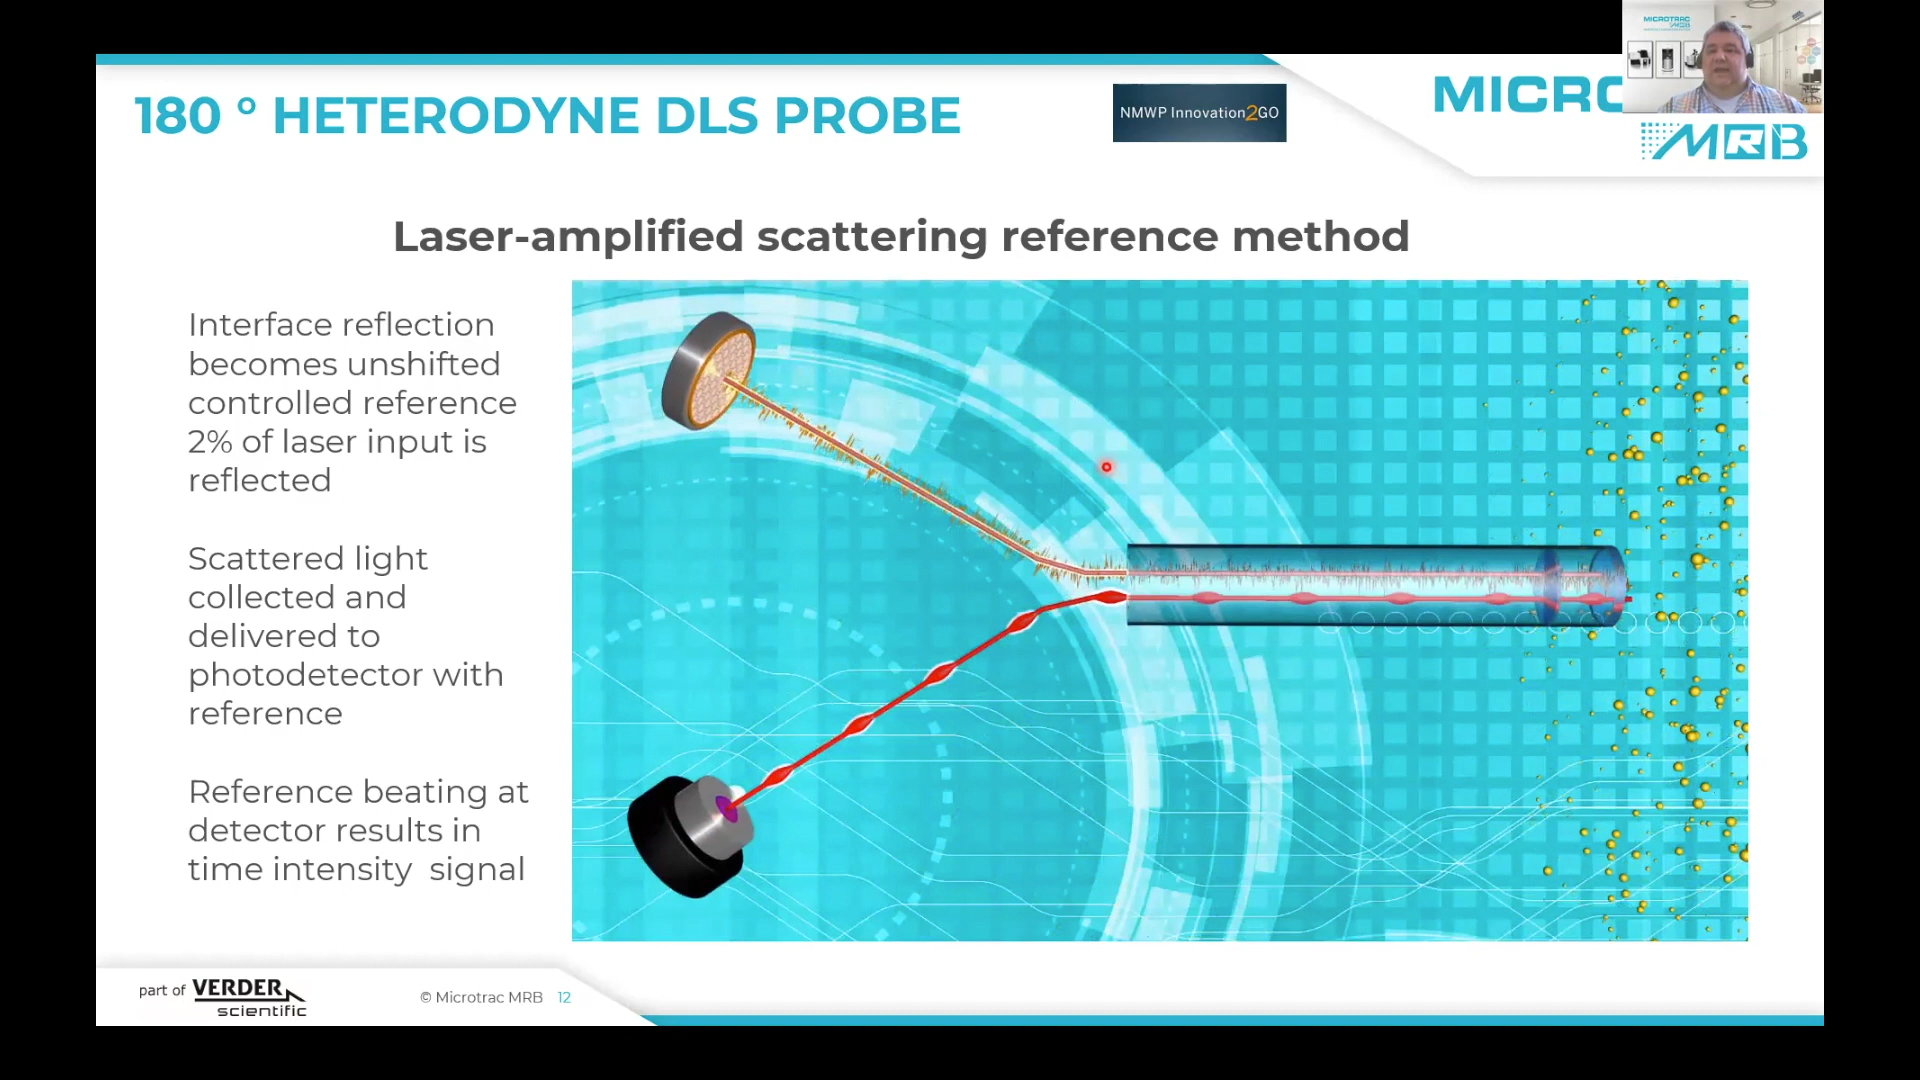 180 ° HETERODYNE DLS PROBE
NMWP Innovation2GO
MICRO
MRB
MICROTRAC
Laser-amplified scattering reference method
Interface reflection
becomes unshifted
controlled reference
2% of laser input is
reflected
Scattered light
collected and
delivered to
photodetector with
reference
Reference beating at
detector results in
time intensity  signal
part of VERDER
scientific
© Microtrac MRB 12